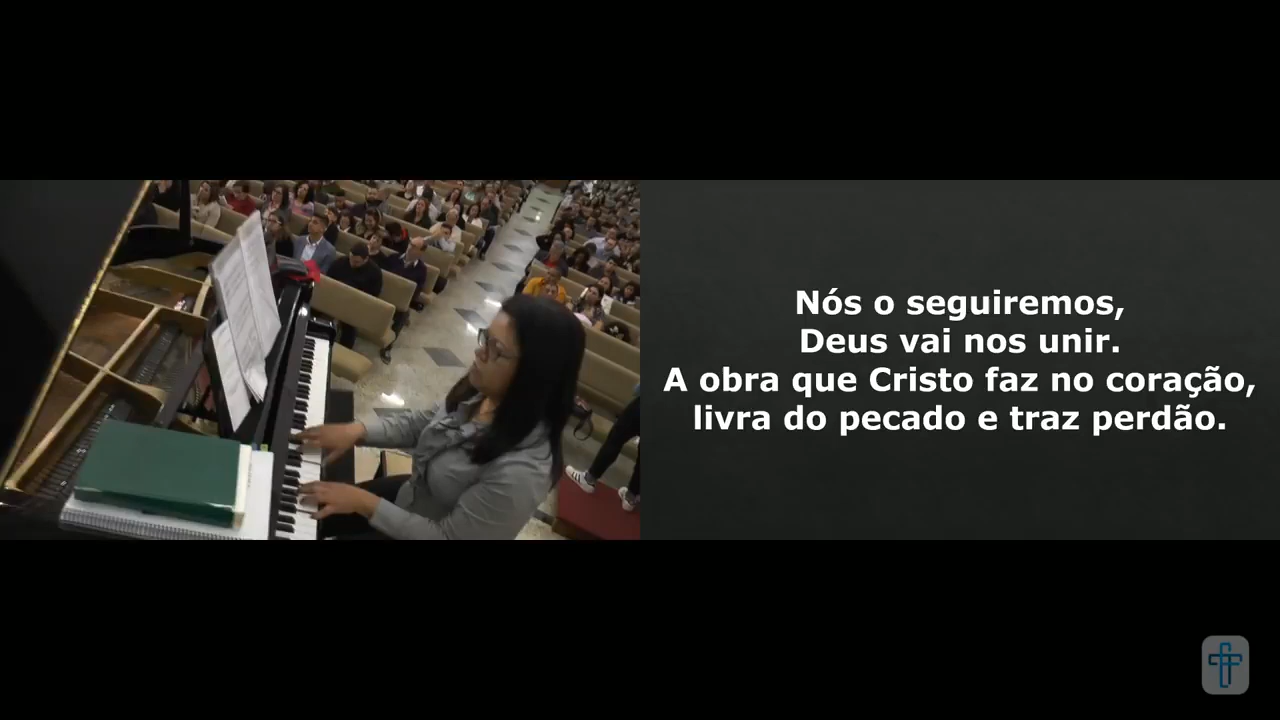 Nós o seguiremos,
Deus vai nos unir.
A obra que Cristo faz no coração,
livra do pecado e traz perdão.